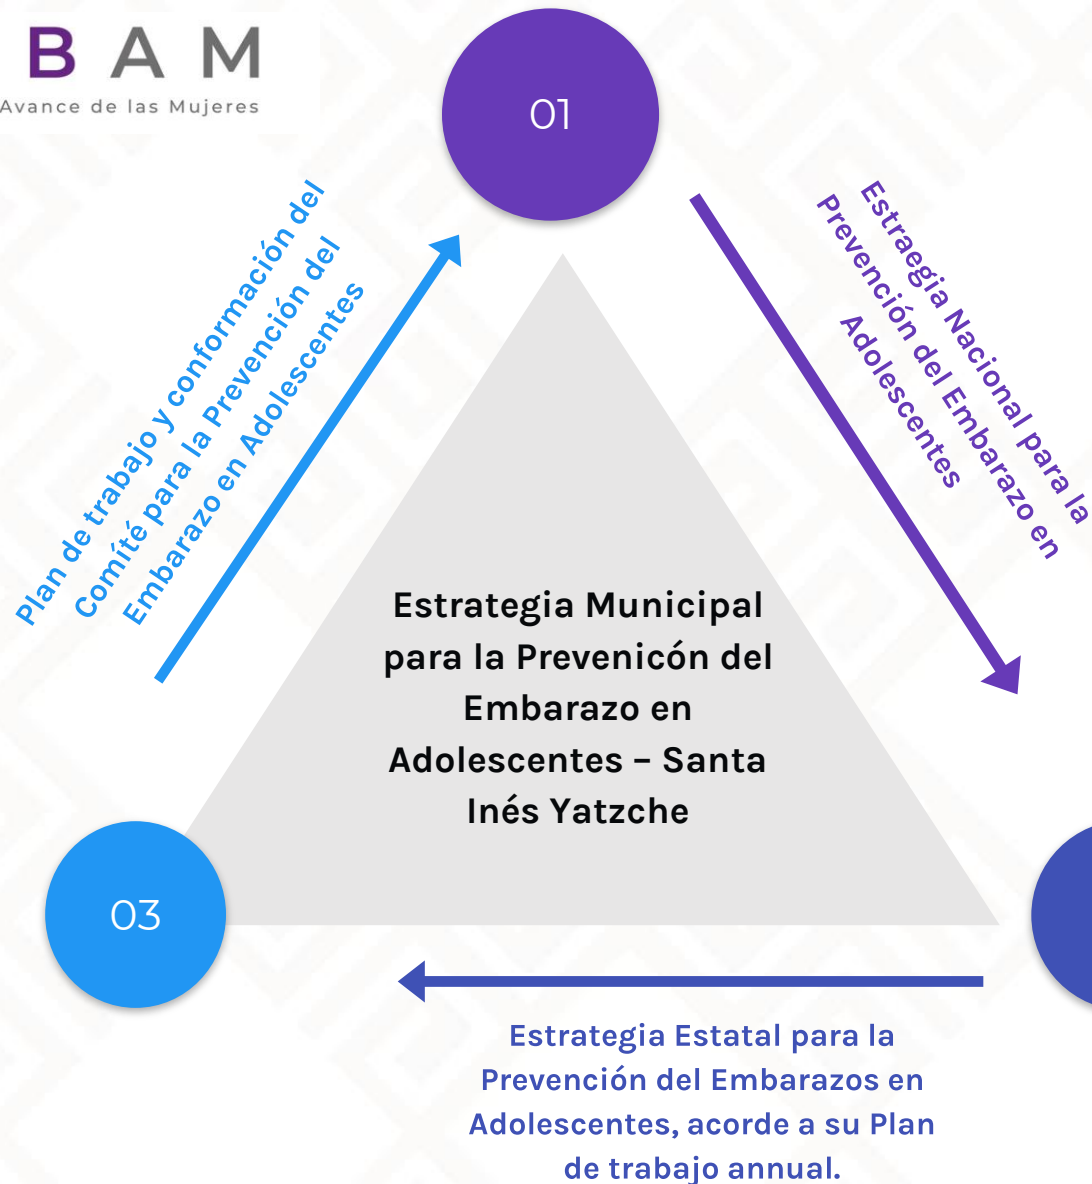 B A M
Avance de las Mujeres
01
Plan de trabajo y conformación del
Comíté para la Prevención del
Embarazo en Adolescentes
Estraegia Nacional para la
Prevención del Embarazo en
Adolescentes
Estrategia Municipal
para la Prevenicón del
Embarazo en
Adolescentes – Santa
Inés Yatzche
03
Estrategia Estatal para la
Prevención del Embarazos en
Adolescentes, acorde a su Plan
de trabajo annual.